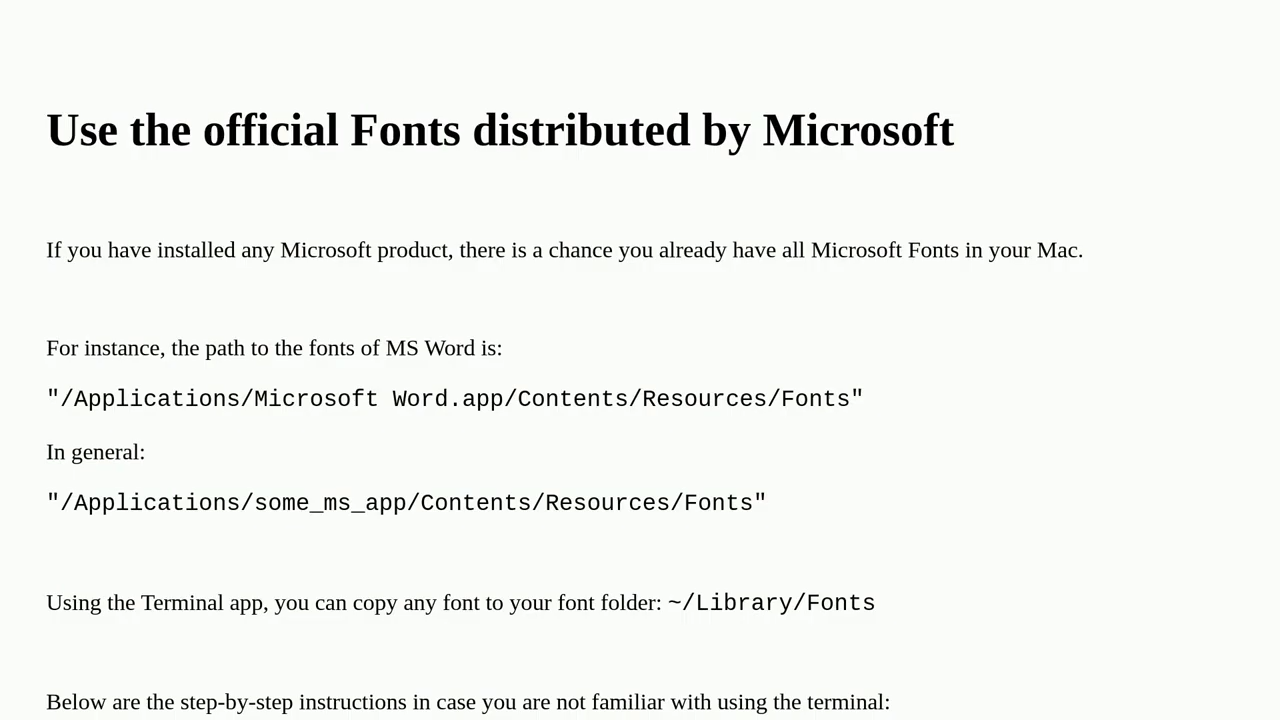 Use the official Fonts distributed by Microsoft
If you have installed any Microsoft product, there is a chance you already have all Microsoft Fonts in your Mac.
For instance, the path to the fonts of MS Word is:
"/Applications/Microsoft Word.app/Contents/Resources/Fonts"
In general:
"/Applications/some_ms_app/Contents/Resources/Fonts"
Using the Terminal app, you can copy any font to your font folder: ~/Library/Fonts
Below are the step-by-step instructions in case you are not familiar with using the terminal: